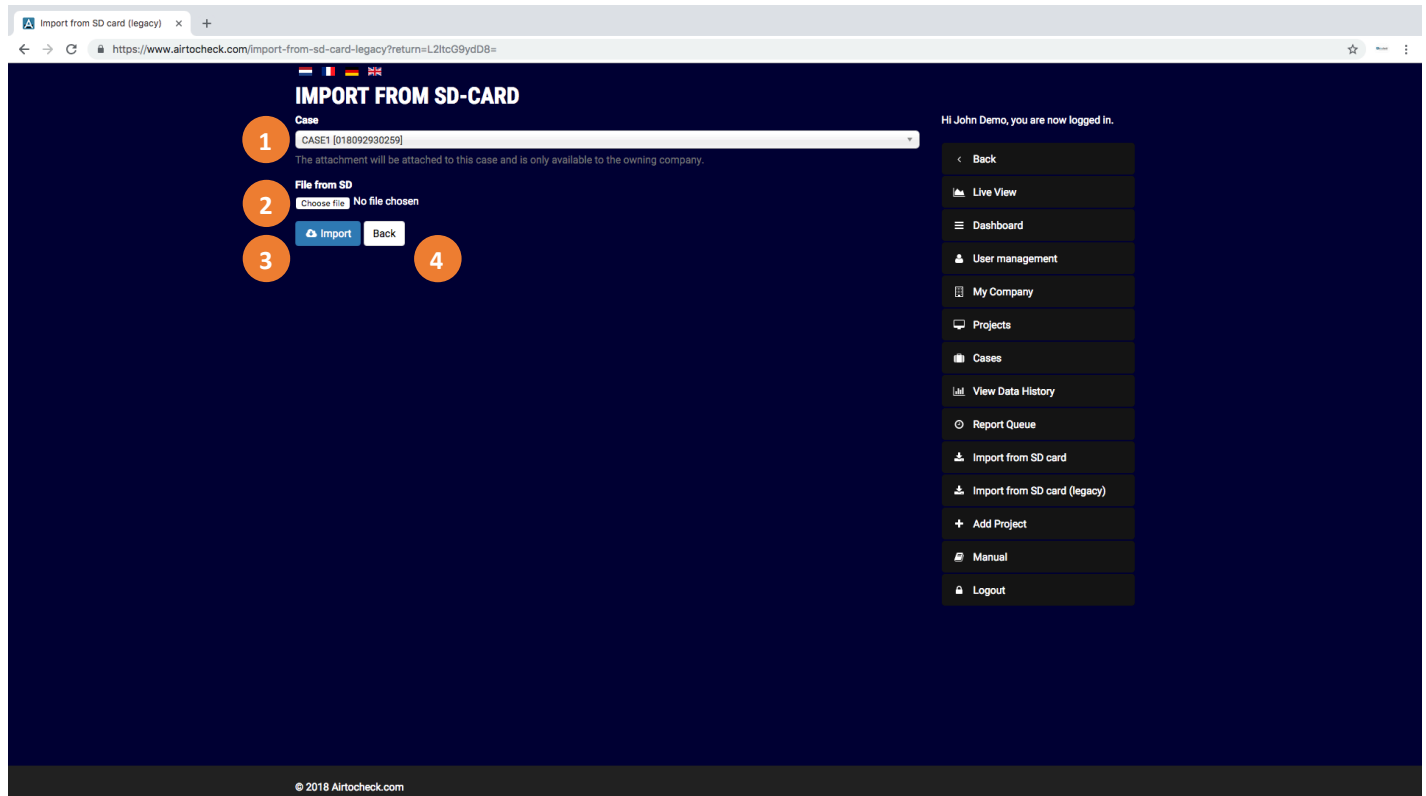 Import from SD card (legacy)
https://www.airtocheck.com/import-from-sd-card-legacy?return=L2ltcG9ydD8=
IMPORT FROM SD-CARD
Case
1
CASE1 [018092930259]
The attachment will be attached to this case and is only available to the owning company.
File from SD
2
Choose file No file chosen
Import Back
3
4
Hi John Demo, you are now logged in.
Back
Live View
Dashboard
User management
My Company
Projects
Cases
View Data History
Report Queue
Import from SD card
Import from SD card (legacy)
Add Project
Manual
Logout
© 2018 Airtocheck.com